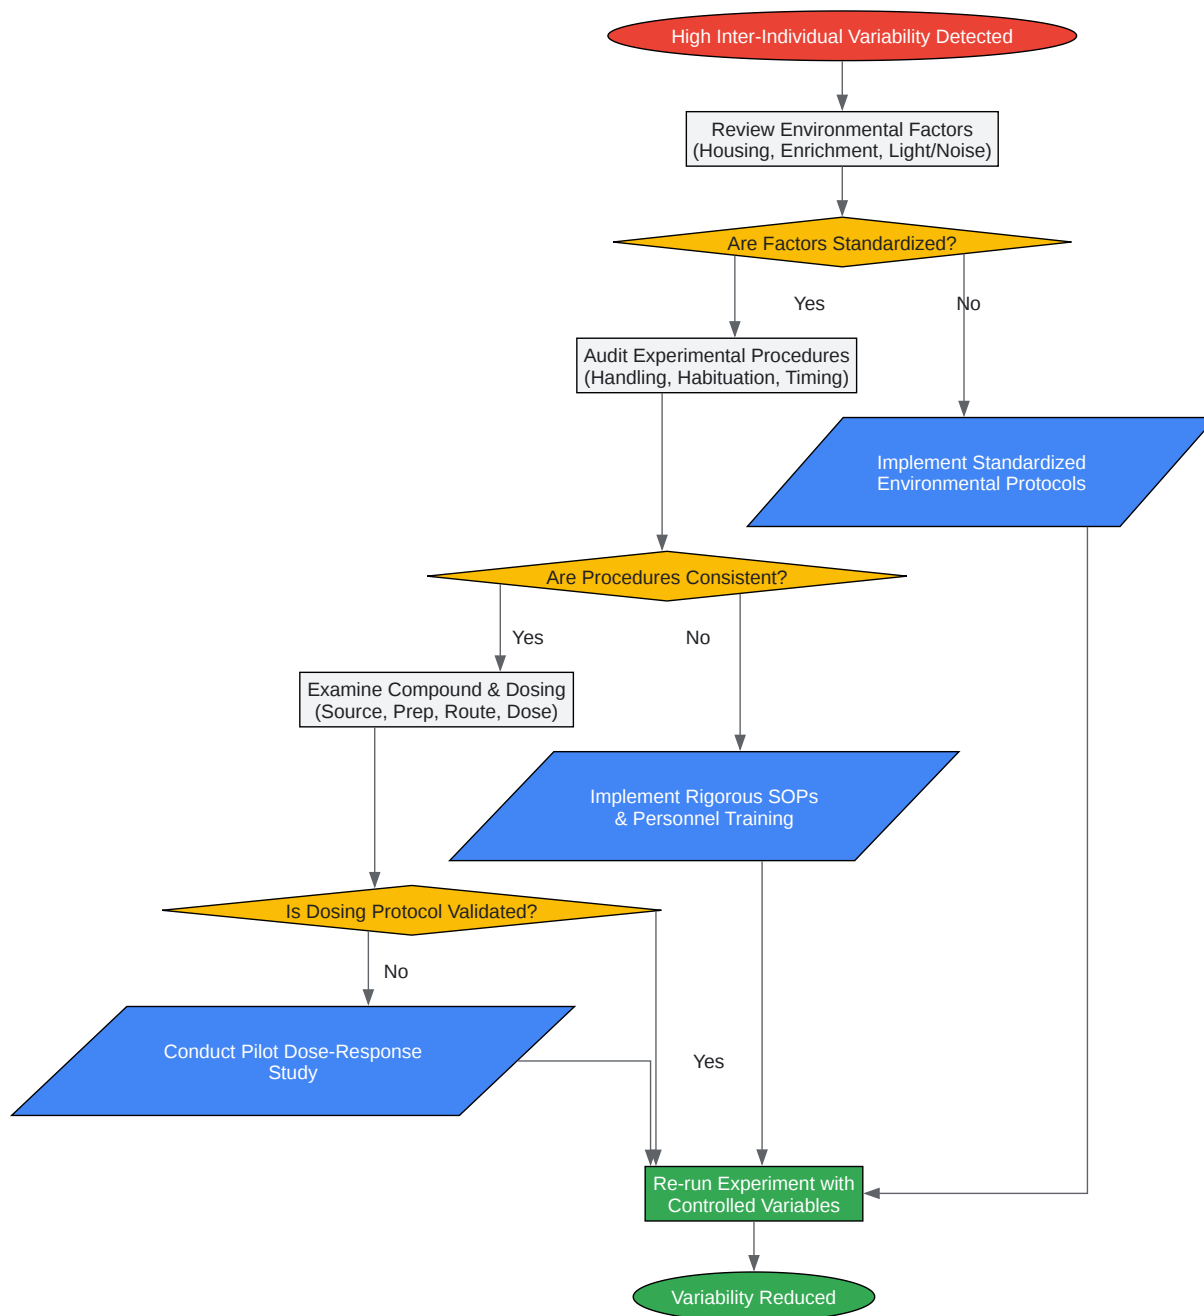 High Inter-Individual Variability Detected
Review Environmental Factors
(Housing, Enrichment, Light/Noise)
Are Factors Standardized?
Yes
No
Audit Experimental Procedures
(Handling, Habituation, Timing)
Implement Standardized
Environmental Protocols
Are Procedures Consistent?
Yes
No
Examine Compound & Dosing
(Source, Prep, Route, Dose)
Implement Rigorous SOPs
& Personnel Training
Is Dosing Protocol Validated?
No
Conduct Pilot Dose-Response
Study
Yes
Re-run Experiment with
Controlled Variables
Variability Reduced